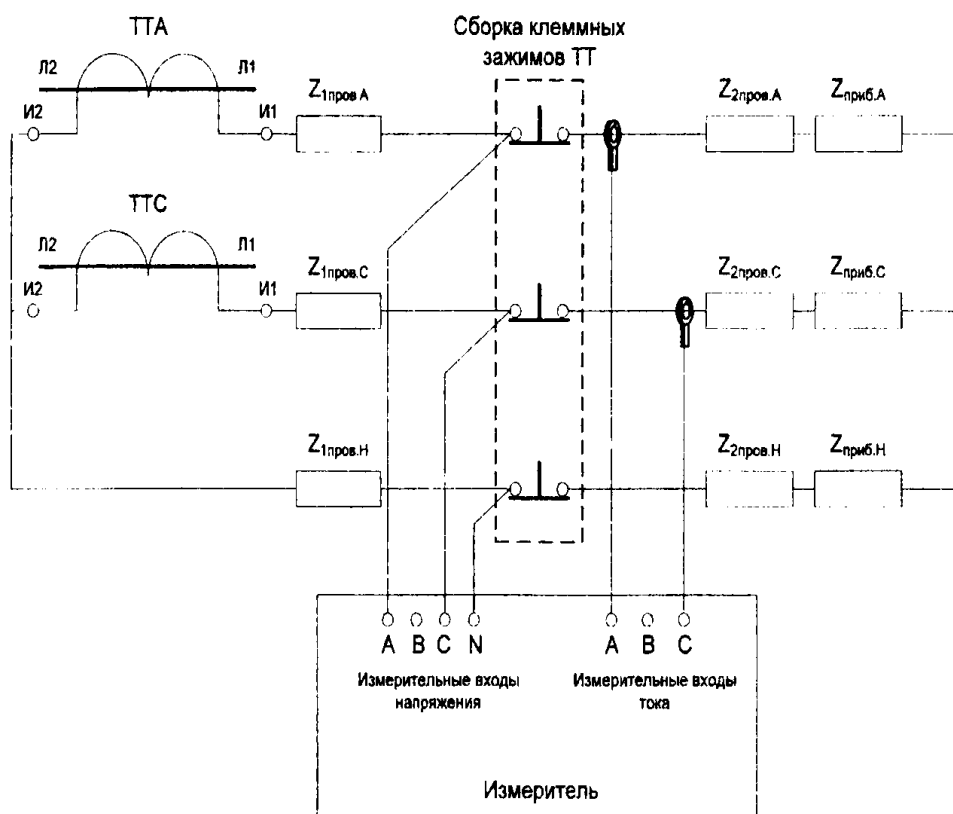 ТТА
Сборка клеммных
зажимов ТТ
Л2
Л1
Z1пров.А
Z2пров.А
Zприб.А
И2
И1
ТТС
Л2
Л1
Z1пров.С
Z2пров.С
Zприб.С
И2
И1
Z1пров.Н
Z2пров.Н
Zприб.Н
A B C N
A B C
Измерительные входы
напряжения
Измерительные входы
тока
Измеритель